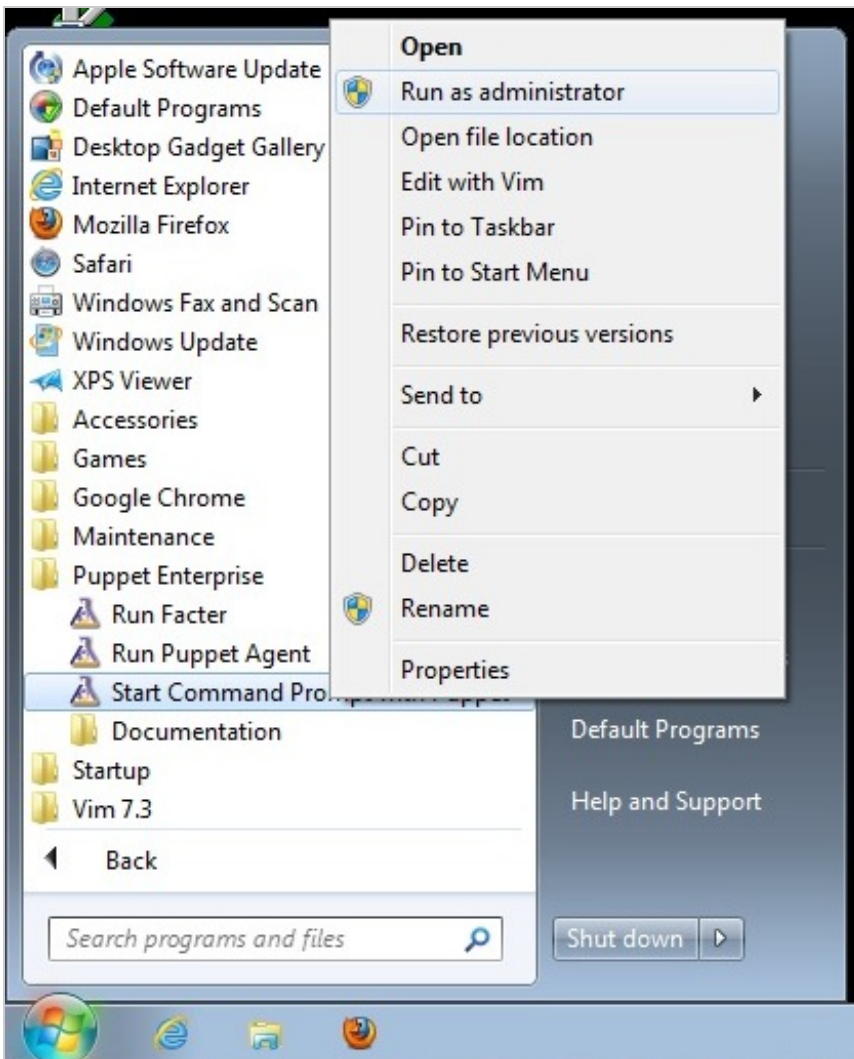 Apple Software Update
Default Programs
Desktop Gadget Gallery
Internet Explorer
Mozilla Firefox
Safari
Windows Fax and Scan
Windows Update
XPS Viewer
Accessories
Games
Google Chrome
Maintenance
Puppet Enterprise
Run Facter
Run Puppet Agent
Start Command Prompt with Puppet
Documentation
Startup
Vim 7.3
Back
Search programs and files
Open
Run as administrator
Open file location
Edit with Vim
Pin to Taskbar
Pin to Start Menu
Restore previous versions
Send to
Cut
Copy
Delete
Rename
Properties
Default Programs
Help and Support
Shut down